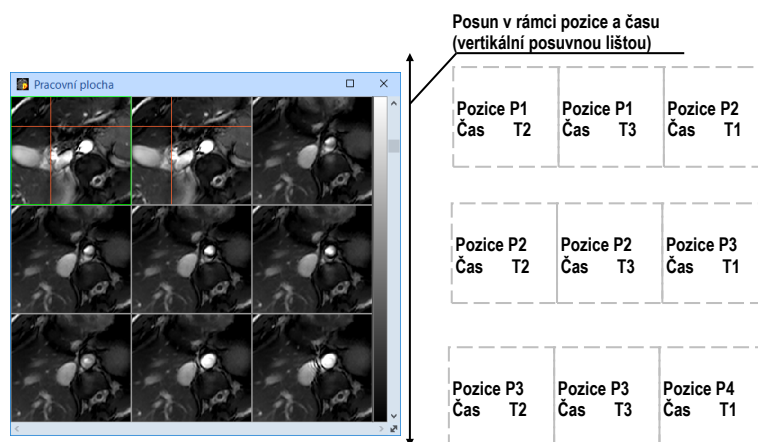 Posun v rámci pozice a času
(vertikální posuvnou lištou)
Pracovní plocha
Pozice P1 Pozice P1 Pozice P2
Čas T2 Čas T3 Čas T1
Pozice P2 Pozice P2 Pozice P3
Čas T2 Čas T3 Čas T1
Pozice P3 Pozice P3 Pozice P4
Čas T2 Čas T3 Čas T1